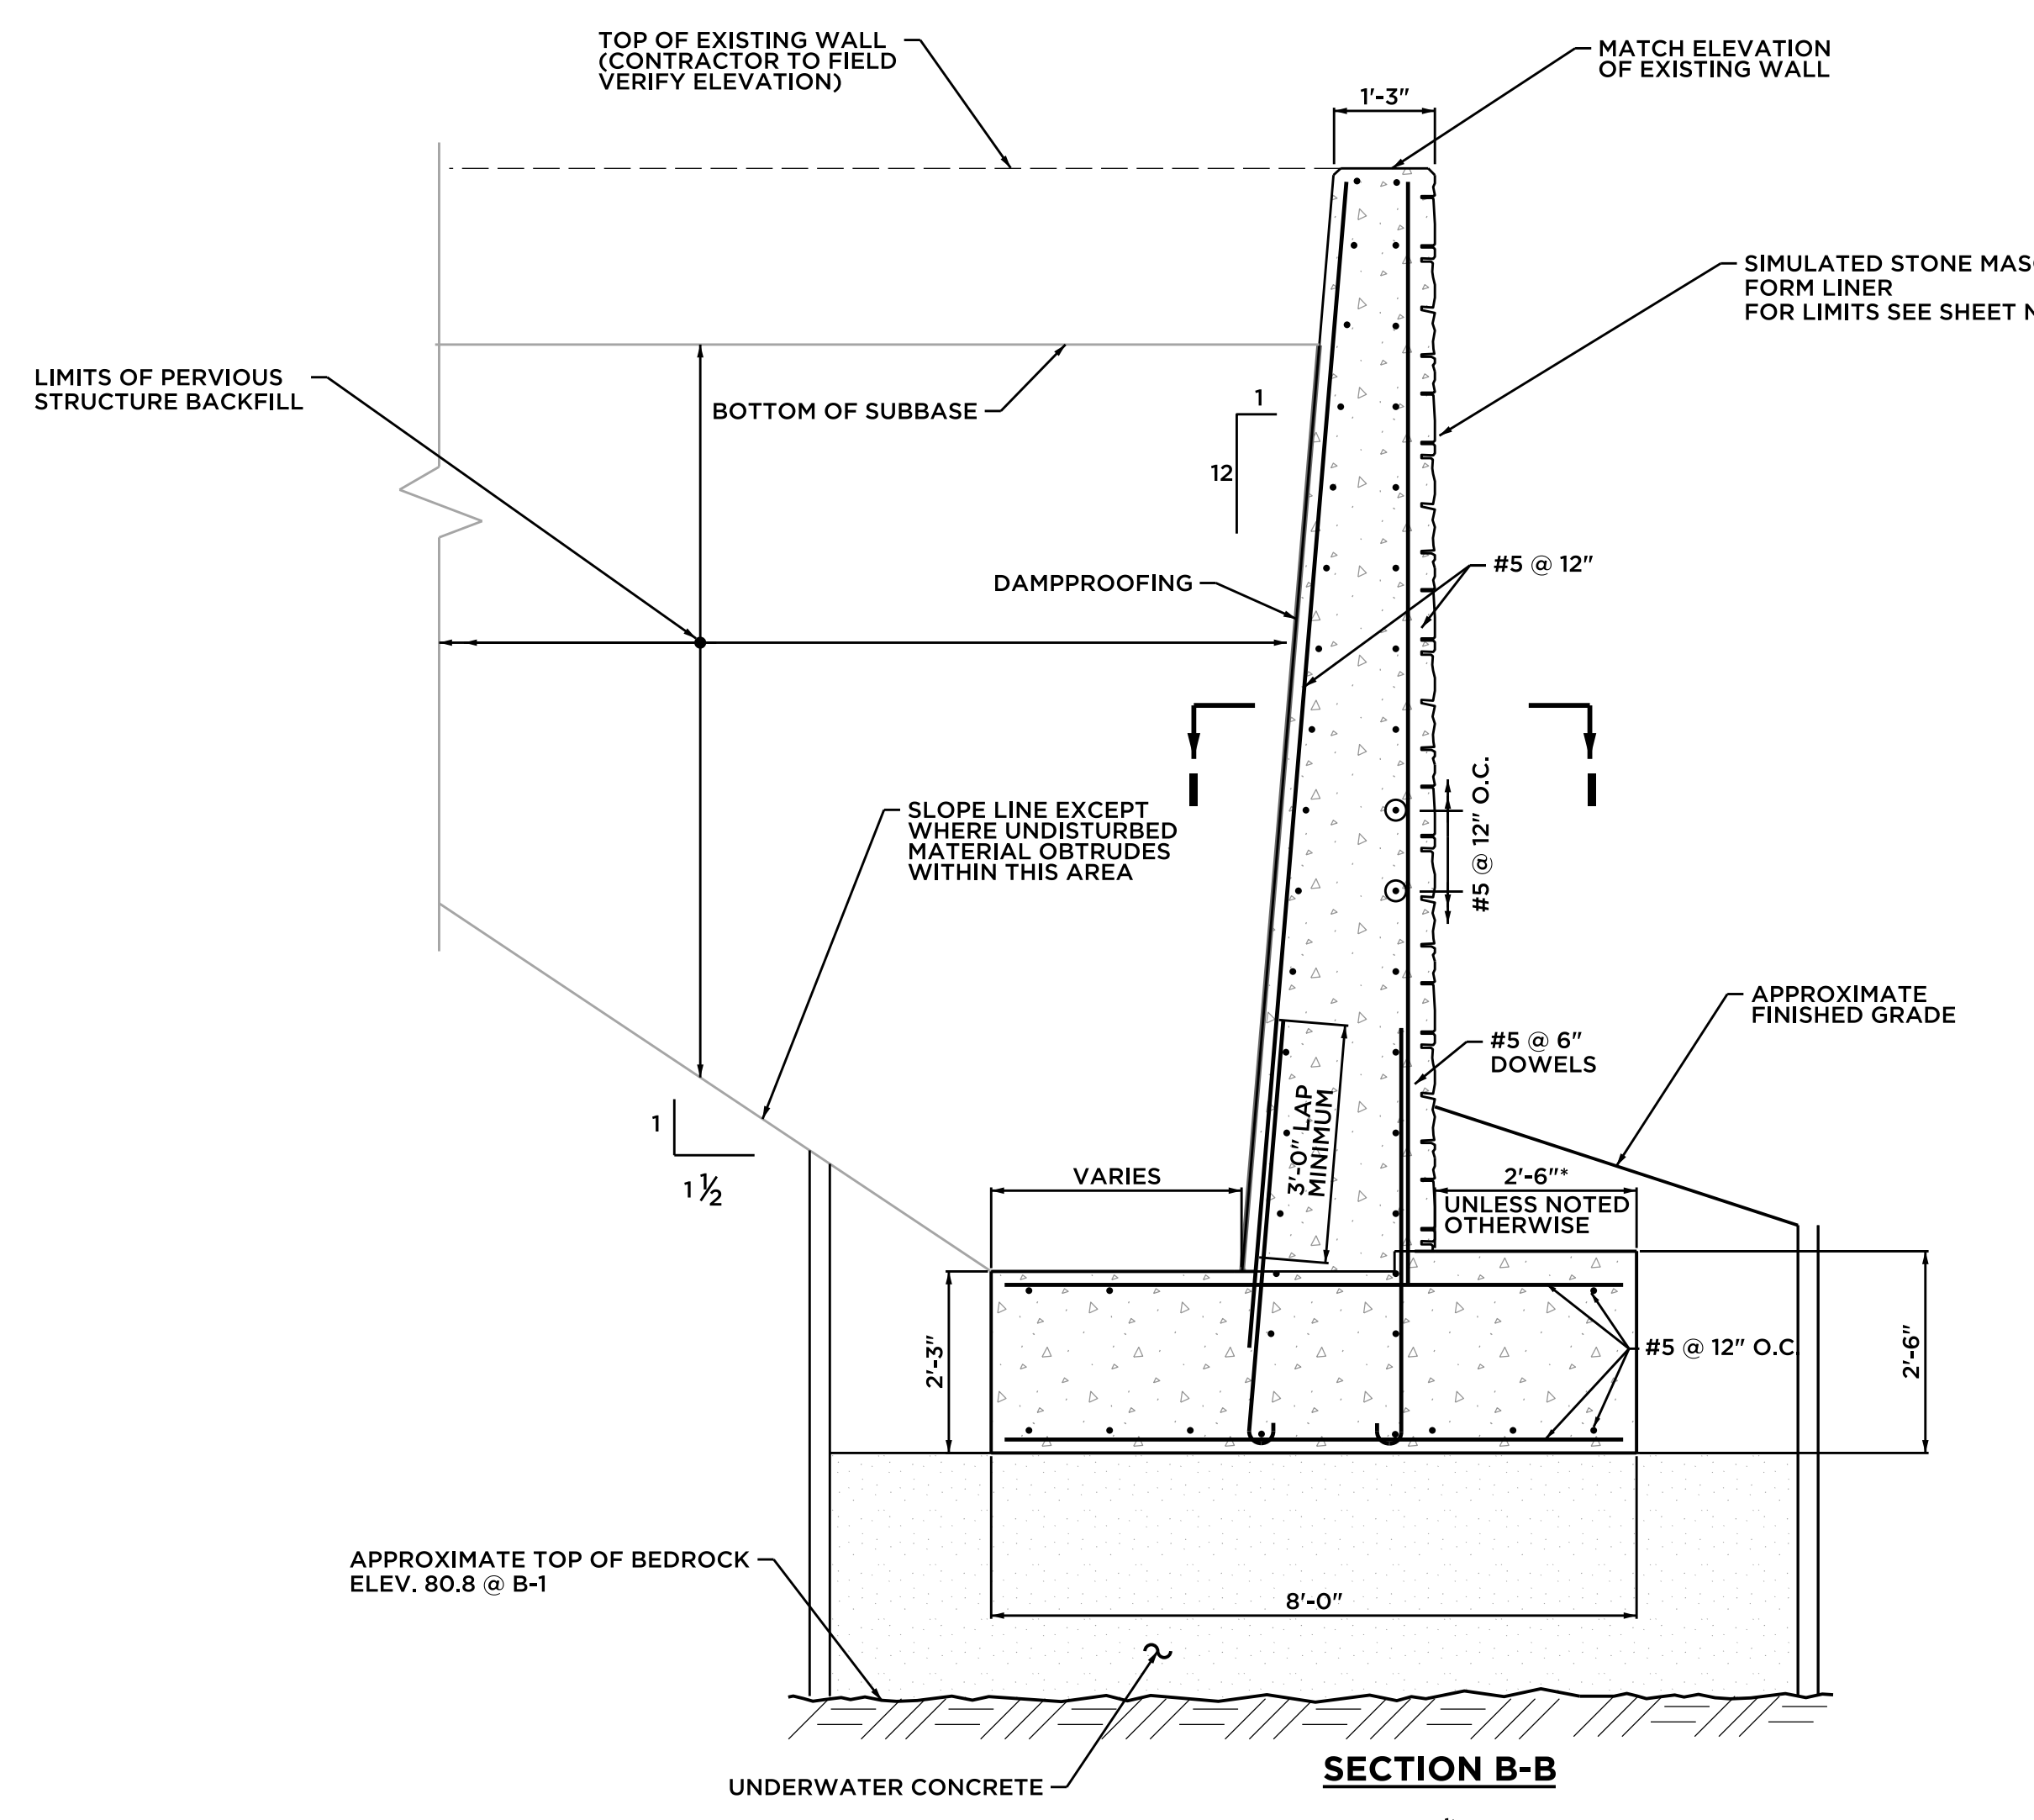 TOP OF EXISTING WALL
(CONTRACTOR TO FIELD
VERIFY ELEVATION)
MATCH ELEVATION
OF EXISTING WALL
1'-3"
SIMULATED STONE
FORM LINER
FOR LIMITS SEE SHEET
LIMITS OF PERVIOUS
STRUCTURE BACKFILL
BOTTOM OF SUBBASE
1
12
#5 @ 12"
DAMPPROOFING
#5 @ 12" O.C.
SLOPE LINE EXCEPT
WHERE UNDISTURBED
MATERIAL OBTRUDES
WITHIN THIS AREA
APPROXIMATE
FINISHED GRADE
#5 @ 6"
DOWELS
3'-0" LAP
MINIMUM
1
1 ½
VARIES
2'-6"*
UNLESS NOTED
OTHERWISE
2'-3"
#5 @ 12" O.C.
2'-6"
APPROXIMATE TOP OF BEDROCK
ELEV. 80.8 @ B-1
8'-0"
UNDERWATER CONCRETE
SECTION B-B